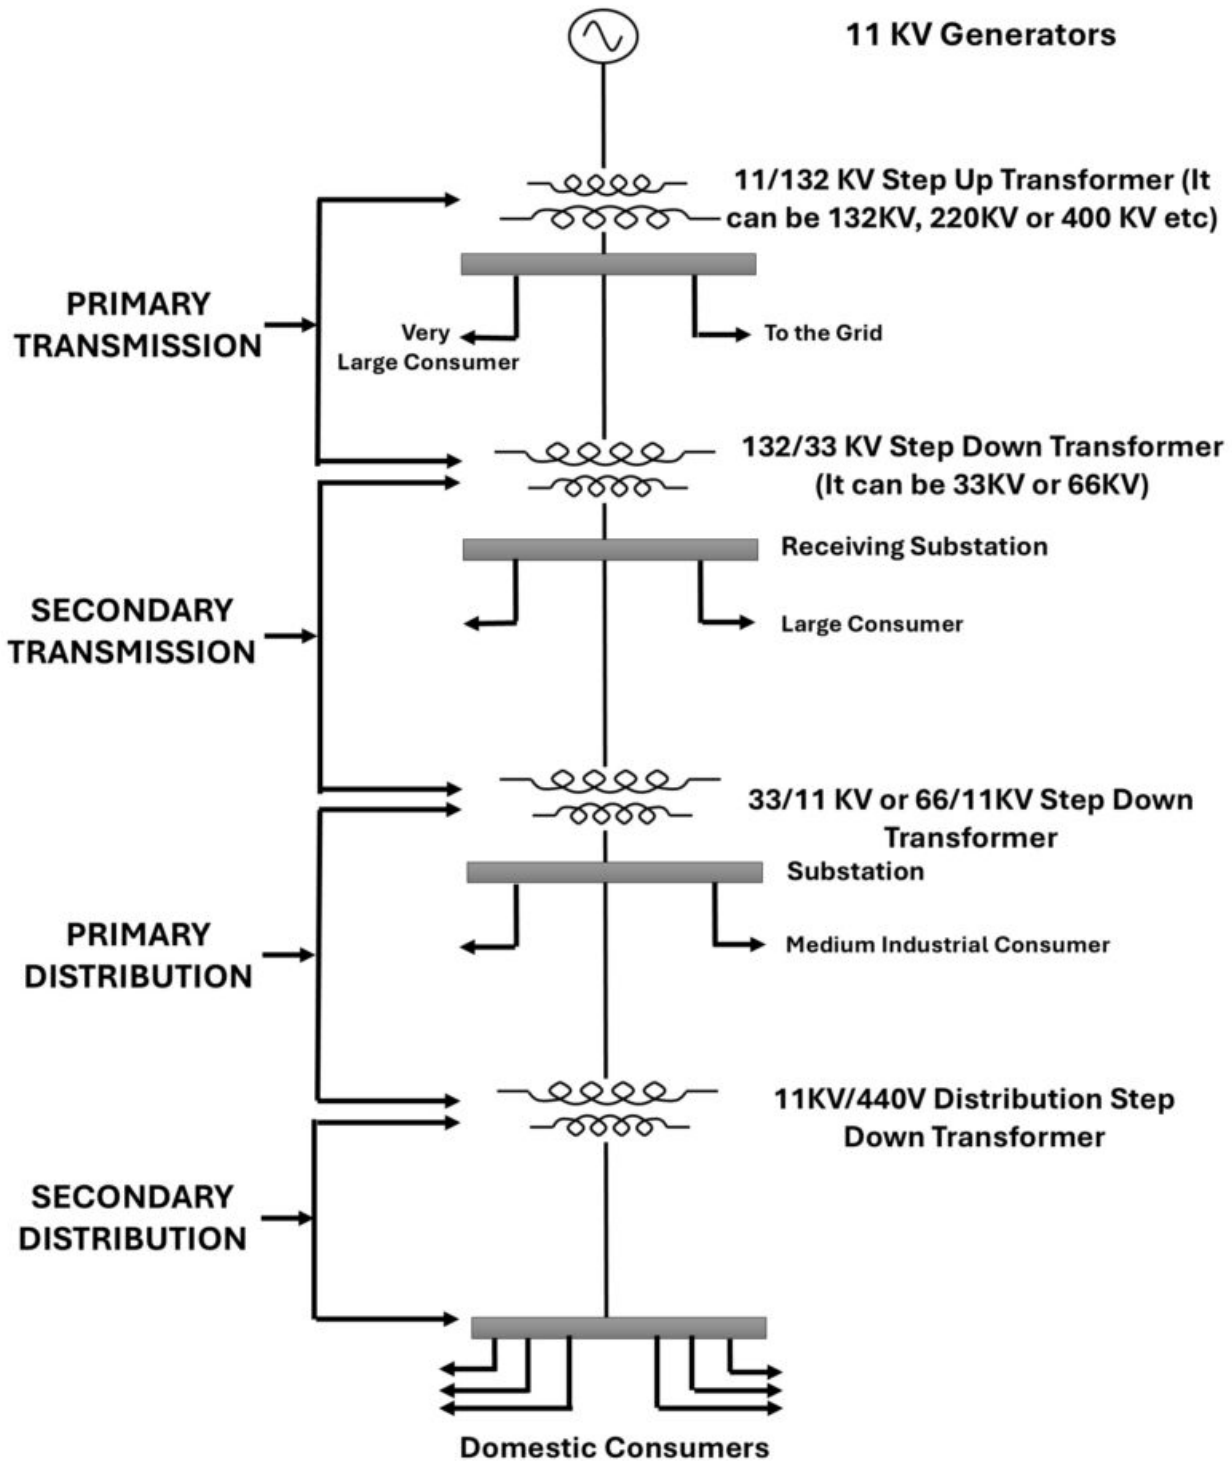 11 KV Generators
11/132 KV Step Up Transformer (It
can be 132KV, 220KV or 400 KV etc)
PRIMARY
TRANSMISSION
Very
Large Consumer
To the Grid
132/33 KV Step Down Transformer
(It can be 33KV or 66KV)
Receiving Substation
SECONDARY
TRANSMISSION
Large Consumer
33/11 KV or 66/11KV Step Down
Transformer
Substation
PRIMARY
DISTRIBUTION
Medium Industrial Consumer
11KV/440V Distribution Step
Down Transformer
SECONDARY
DISTRIBUTION
Domestic Consumers